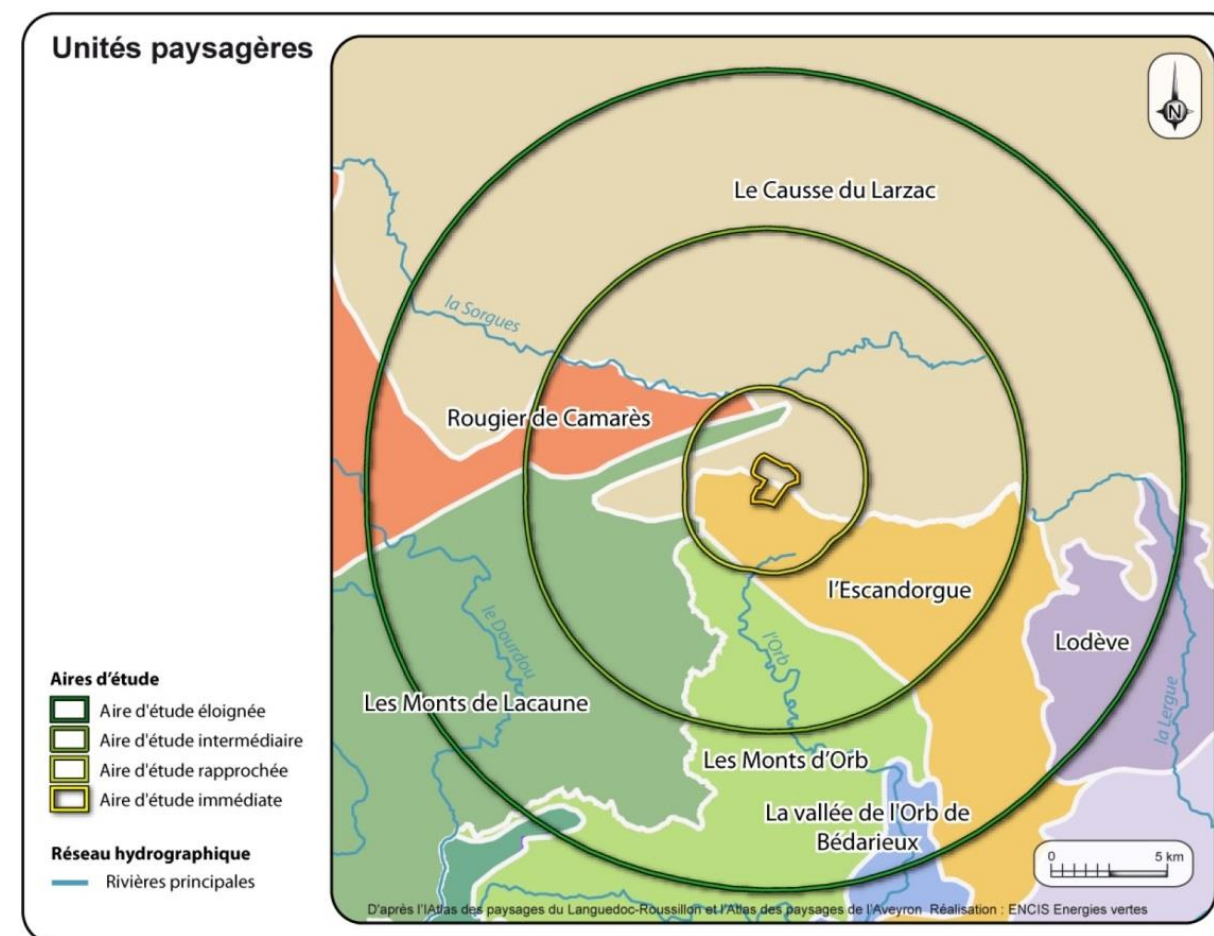 Unités paysagères
N
Le Causse du Larzac
la Sorgues
Rougier de Camarès
l'Escandorgue
Lodève
le Dourdou
l'Orb
la Lergue
Les Monts de Lacaune
Les Monts d'Orb
La vallée de l'Orb de
Bédarieux
Aires d'étude
Aire d'étude éloignée
Aire d'étude intermédiaire
Aire d'étude rapprochée
Aire d'étude immédiate
Réseau hydrographique
Rivières principales
0 5 km
D'après l'lAtlas des paysages du Languedoc-Roussillon et l'Atlas des paysages de l'Aveyron Réalisation : ENCIS Energies vertes